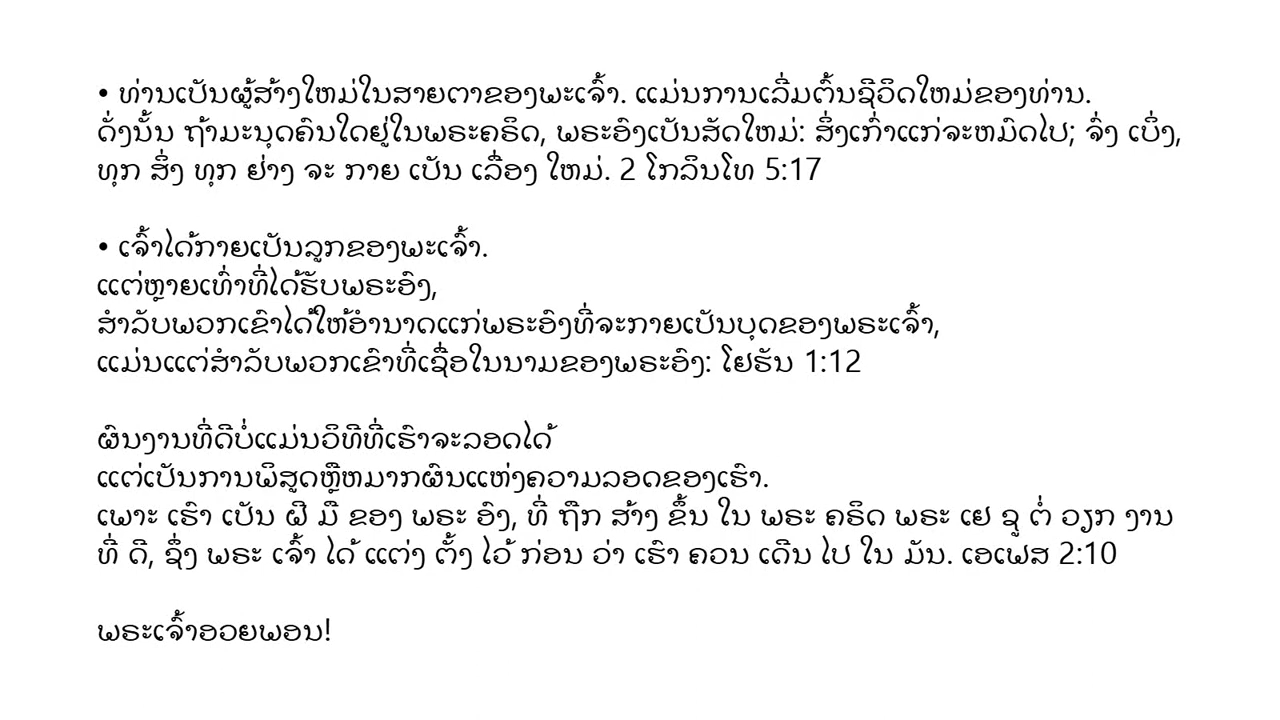 • ທ່ານເປັນຜູ້ສ້າງໃຫມ່ໃນສາຍຕາຂອງພະເຈົ້າ. ແມ່ນການເລີ່ມຕົ້ນຊີວິດໃຫມ່ຂອງທ່ານ.
ດັ່ງນັ້ນ ຖ້າມະນຸດຄົນໃດຢູ່ໃນພຣະຄຣິດ, ພຣະອົງເປັນສັດໃຫມ່: ສິ່ງເກົ່າແກ່ຈະຫມົດໄປ; ຈົ່ງ ເບິ່ງ,
ທຸກ ສິ່ງ ທຸກ ຢ່າງ ຈະ ກາຍ ເປັນ ເລື່ອງ ໃຫມ່. 2 ໂກລິນໂທ 5:17
• ເຈົ້າໄດ້ກາຍເປັນລູກຂອງພະເຈົ້າ.
ແຕ່ຫຼາຍເທົ່າທີ່ໄດ້ຮັບພຣະອົງ,
ສໍາລັບພວກເຂົາໄດ້ໃຫ້ອໍານາດແກ່ພຣະອົງທີ່ຈະກາຍເປັນບຸດຂອງພຣະເຈົ້າ,
ແມ່ນແຕ່ສໍາລັບພວກເຂົາທີ່ເຊື່ອໃນນາມຂອງພຣະອົງ: ໂຢຮັນ 1:12
ຜົນງານທີ່ດີບໍ່ແມ່ນວິທີທີ່ເຮົາຈະລອດໄດ້
ແຕ່ເປັນການພິສູດຫຼືຫມາກຜົນແຫ່ງຄວາມລອດຂອງເຮົາ.
ເພາະ ເຮົາ ເປັນ ຝີ ມື ຂອງ ພຣະ ອົງ, ທີ່ ຖືກ ສ້າງ ຂຶ້ນ ໃນ ພຣະ ຄຣິດ ພຣະ ເຢ ຊູ ຕໍ່ ວຽກ ງານ
ທີ່ ດີ, ຊຶ່ງ ພຣະ ເຈົ້າ ໄດ້ ແຕ່ງ ຕັ້ງ ໄວ້ ກ່ອນ ວ່າ ເຮົາ ຄວນ ເດີນ ໄປ ໃນ ມັນ. ເອເຟສ 2:10
ພຣະເຈົ້າອວຍພອນ!